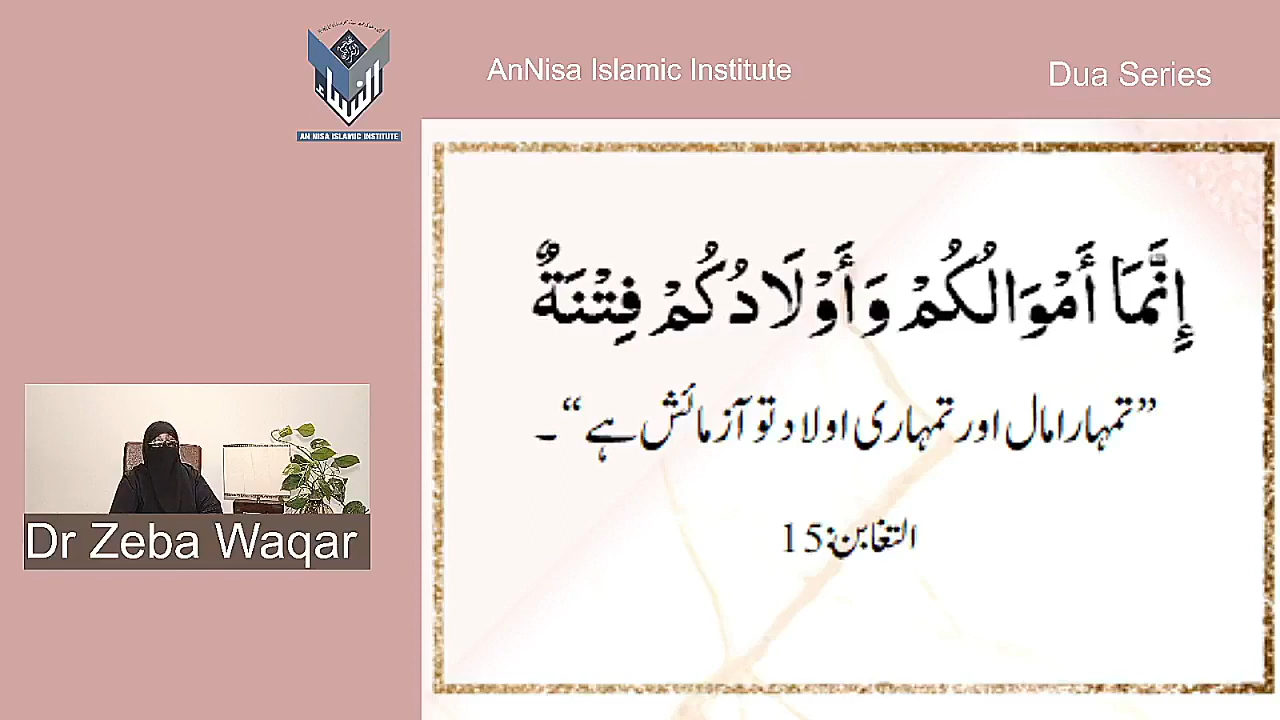 AN NISA ISLAMIC INSTITUTE
AnNisa Islamic Institute
Dua Series
إِنَّمَا أَمْوَالُكُمْ وَأَوْلَادُكُمْ فِتْنَةٌ
”تمہارا مال اور تمہاری اولاد تو آزمائش ہے“۔
التغابن:15
Dr Zeba Waqar